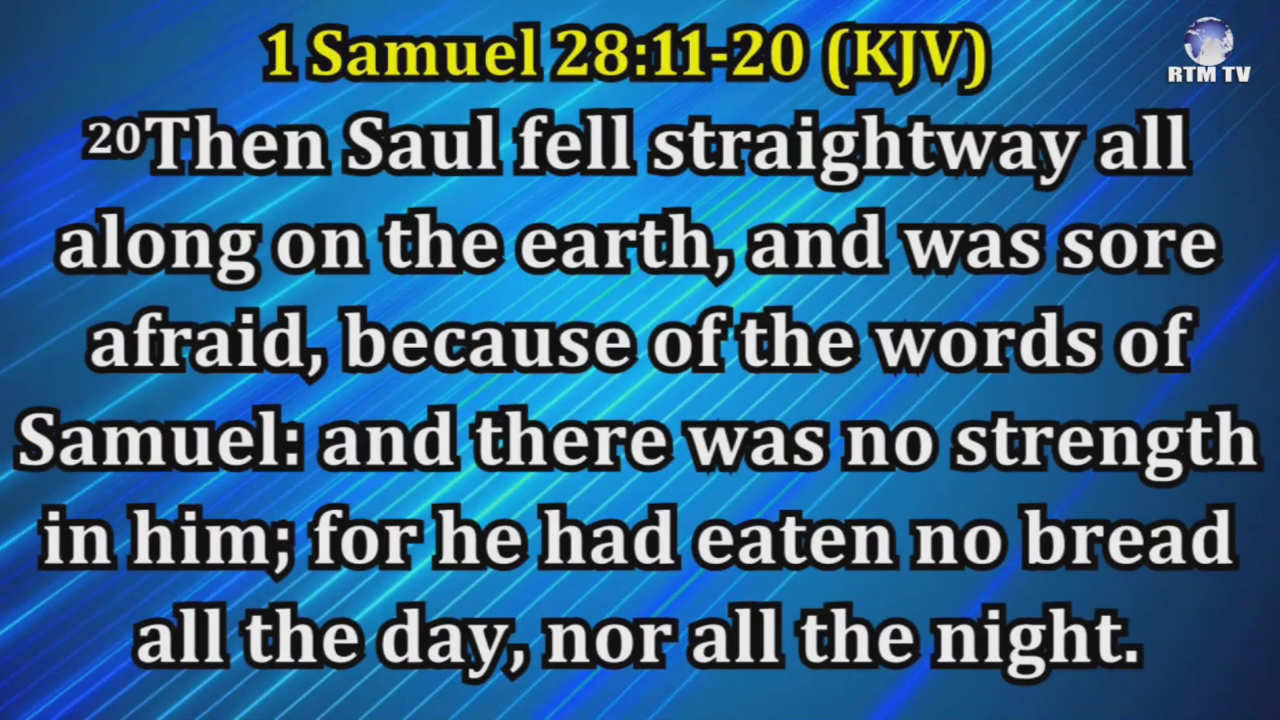 1 Samuel 28:11-20 (KJV)
RTM TV
20Then Saul fell straightway all
along on the earth, and was sore
afraid, because of the words of
Samuel: and there was no strength
in him; for he had eaten no bread
all the day, nor all the night.